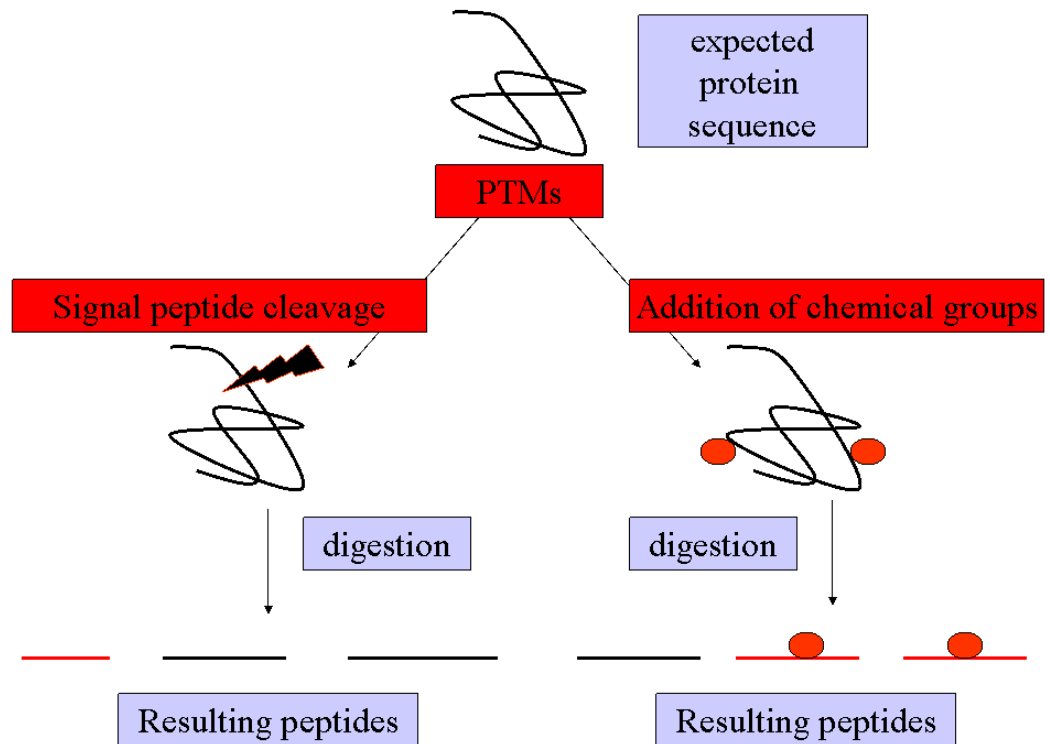 expected
protein
sequence
PTMs
Signal peptide cleavage
Addition of chemical groups
digestion
digestion
Resulting peptides
Resulting peptides